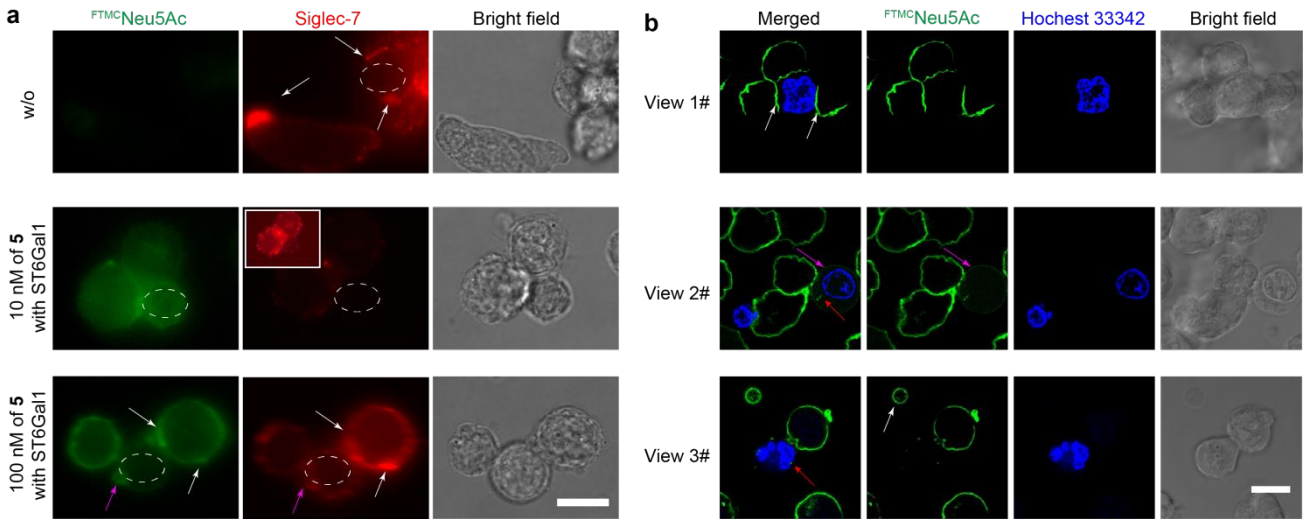 a
FTMCNeu5Ac
Siglec-7
Bright field
w/o
10 nM of 5
with ST6Gal1
100 nM of 5
with ST6Gal1
b
Merged
FTMCNeu5Ac
Hochest 33342
Bright field
View 1#
View 2#
View 3#